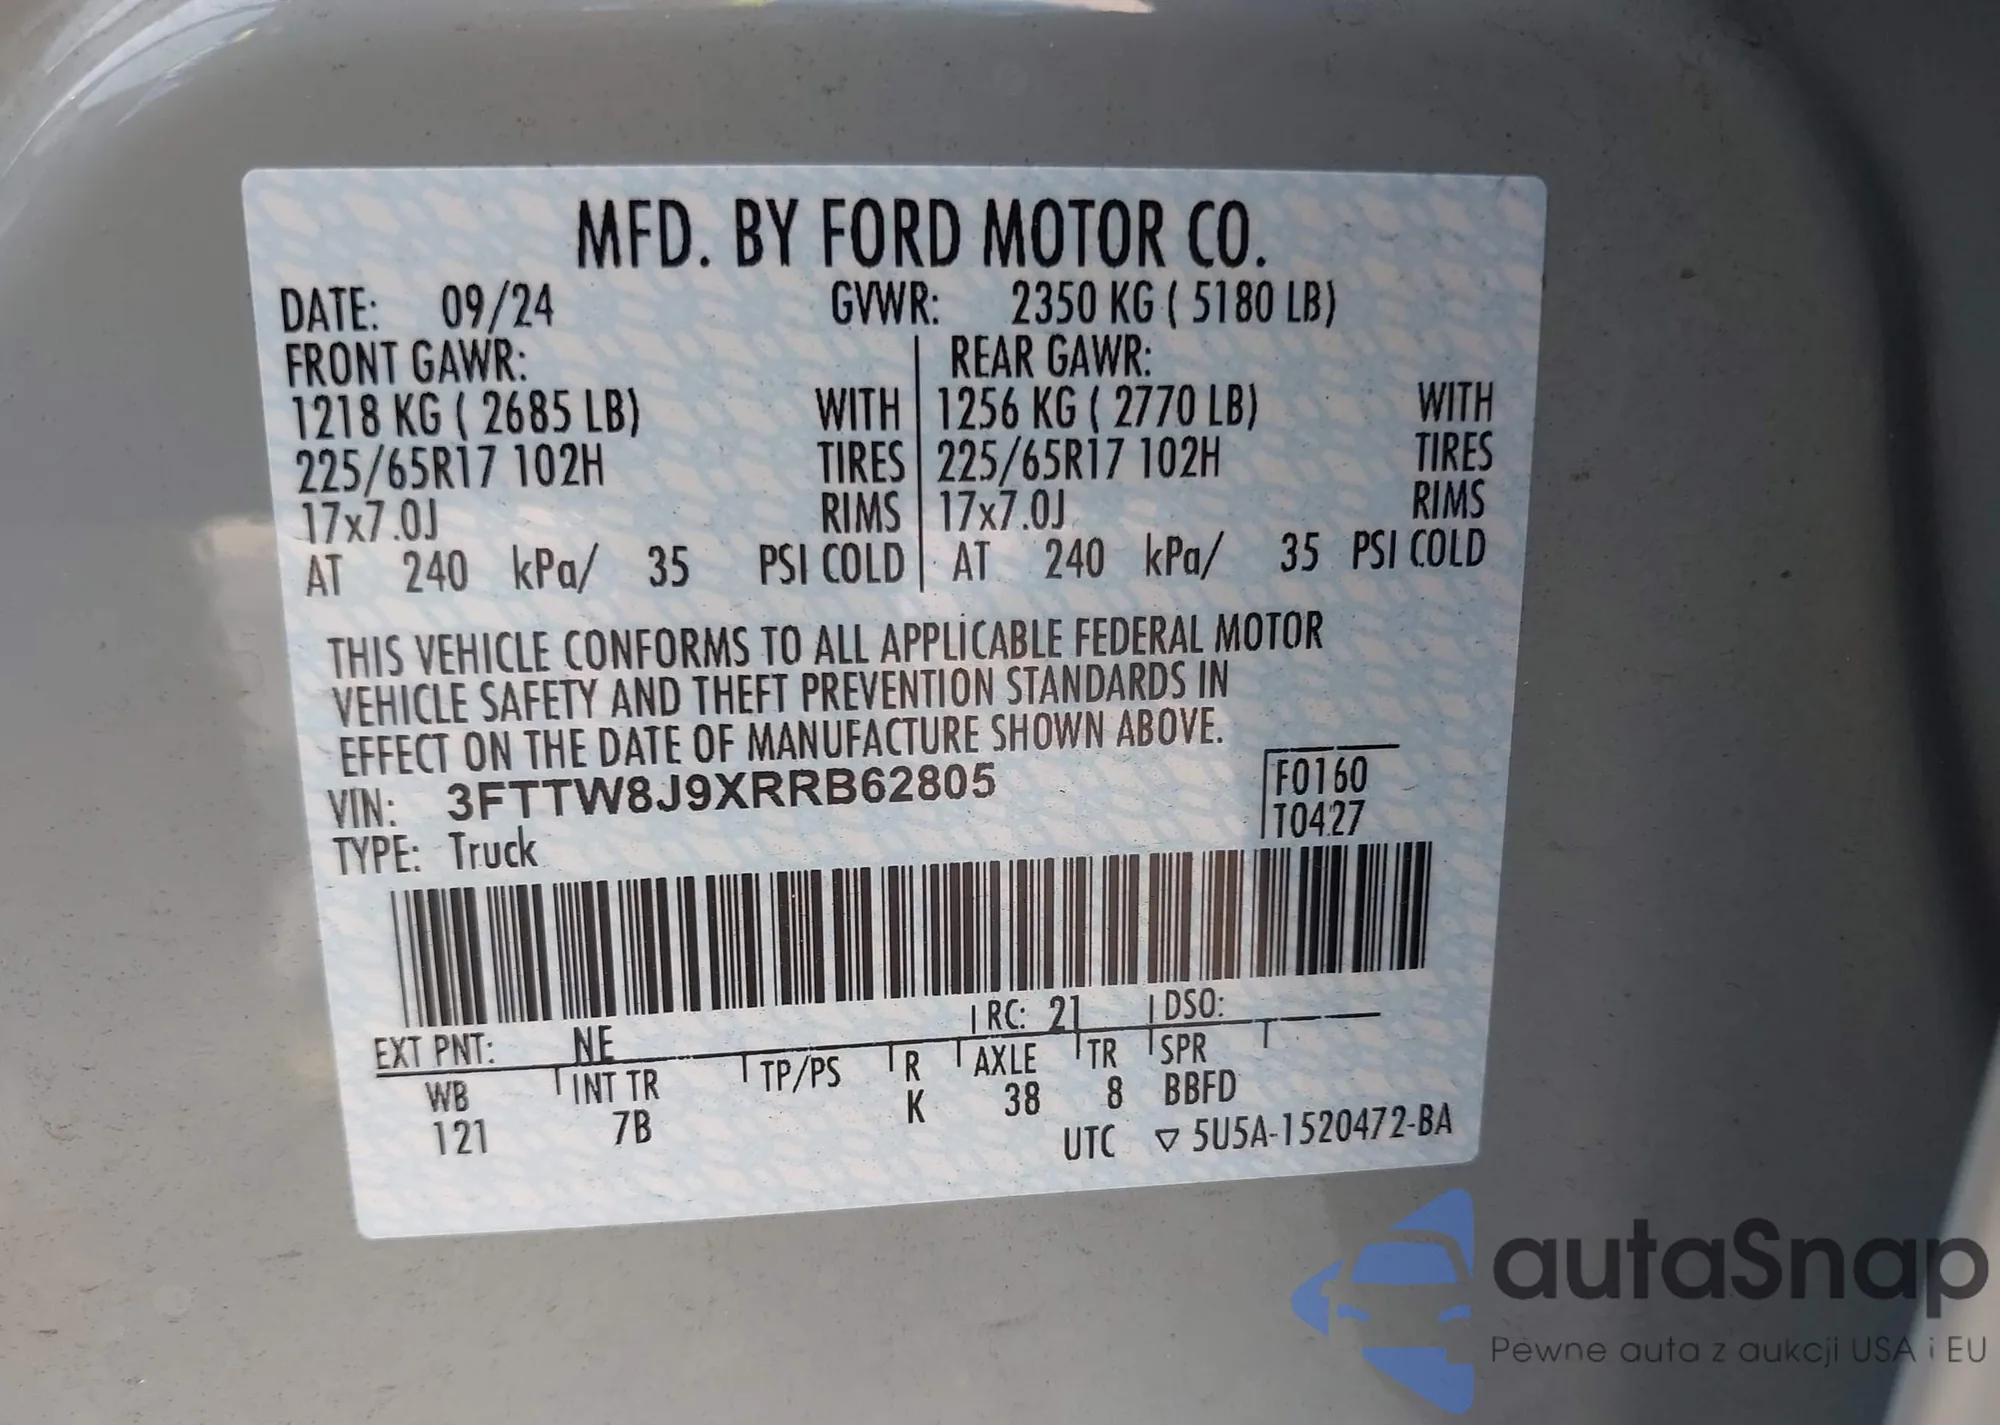 MFD. BY FORD MOTOR CO.
DATE: 09/24 GVWR: 2350 KG ( 5180 LB)
FRONT GAWR: REAR GAWR:
1218 KG ( 2685 LB) WITH 1256 KG ( 2770 LB) WITH
225/65R17 102H TIRES 225/65R17 102H TIRES
17x7.0J RIMS 17x7.0J RIMS
AT 240 kPa/ 35 PSI COLD AT 240 kPa/ 35 PSI COLD
THIS VEHICLE CONFORMS TO ALL APPLICABLE FEDERAL MOTOR
VEHICLE SAFETY AND THEFT PREVENTION STANDARDS IN
EFFECT ON THE DATE OF MANUFACTURE SHOWN ABOVE.
VIN: 3FTTW8J9XRRB62805 F0160
TYPE: Truck T0427
EXT PNT: NE RC: 21 DSO:
WB INT TR TP/PS R AXLE TR SPR
121 7B K 38 8 BBFD
UTC ▽ 5U5A-1520472-BA
autaSnap
Pewne auta z aukcji USA i EU